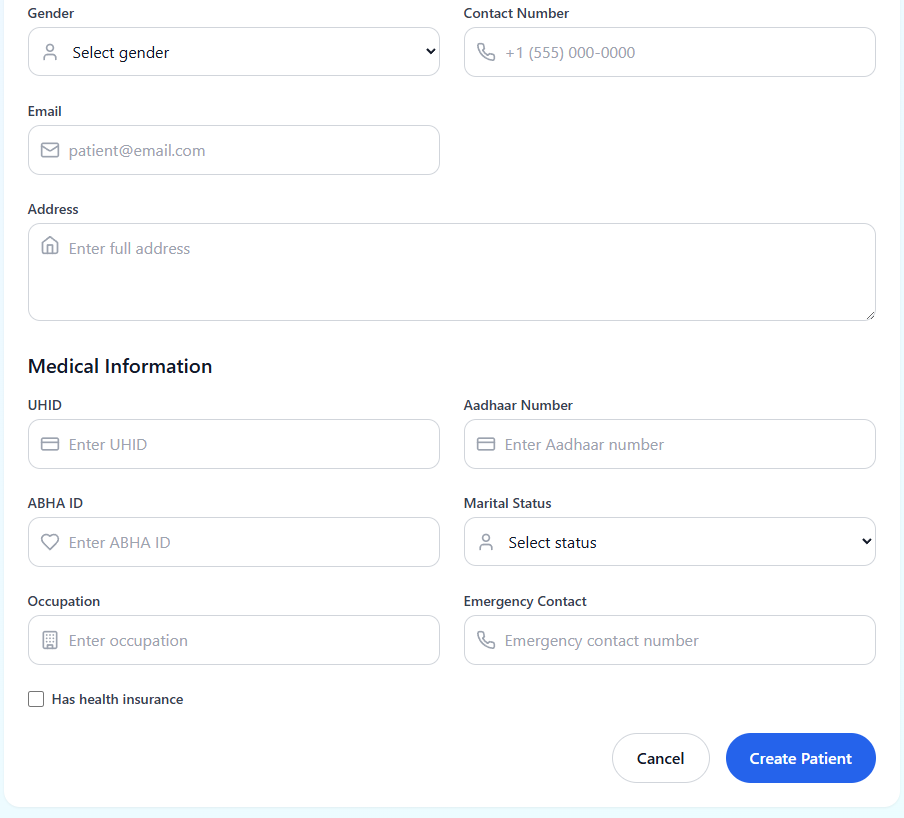 Gender
Contact Number
Select gender
+1 (555) 000-0000
Email
patient@email.com
Address
Enter full address
Medical Information
UHID
Aadhaar Number
Enter UHID
Enter Aadhaar number
ABHA ID
Marital Status
Enter ABHA ID
Select status
Occupation
Emergency Contact
Enter occupation
Emergency contact number
Has health insurance
Cancel
Create Patient